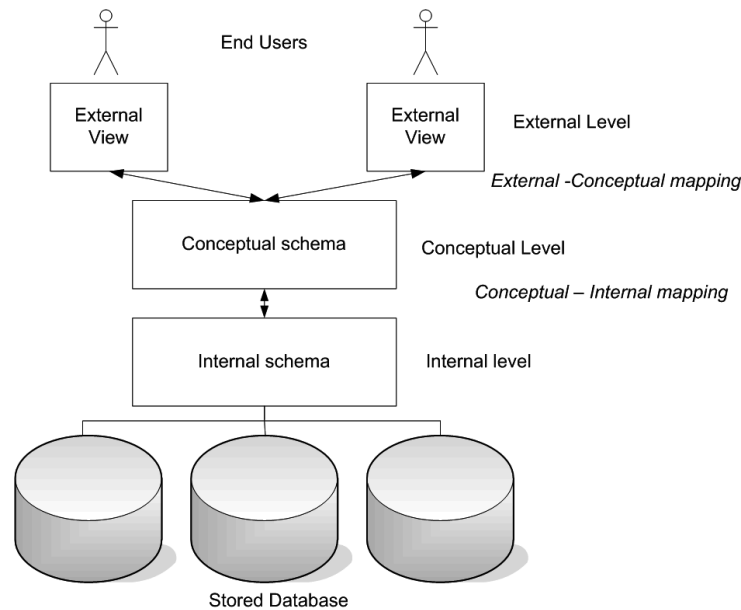 End Users
External
View
External
View
External Level
External -Conceptual mapping
Conceptual schema
Conceptual Level
Conceptual – Internal mapping
Internal schema
Internal level
Stored Database